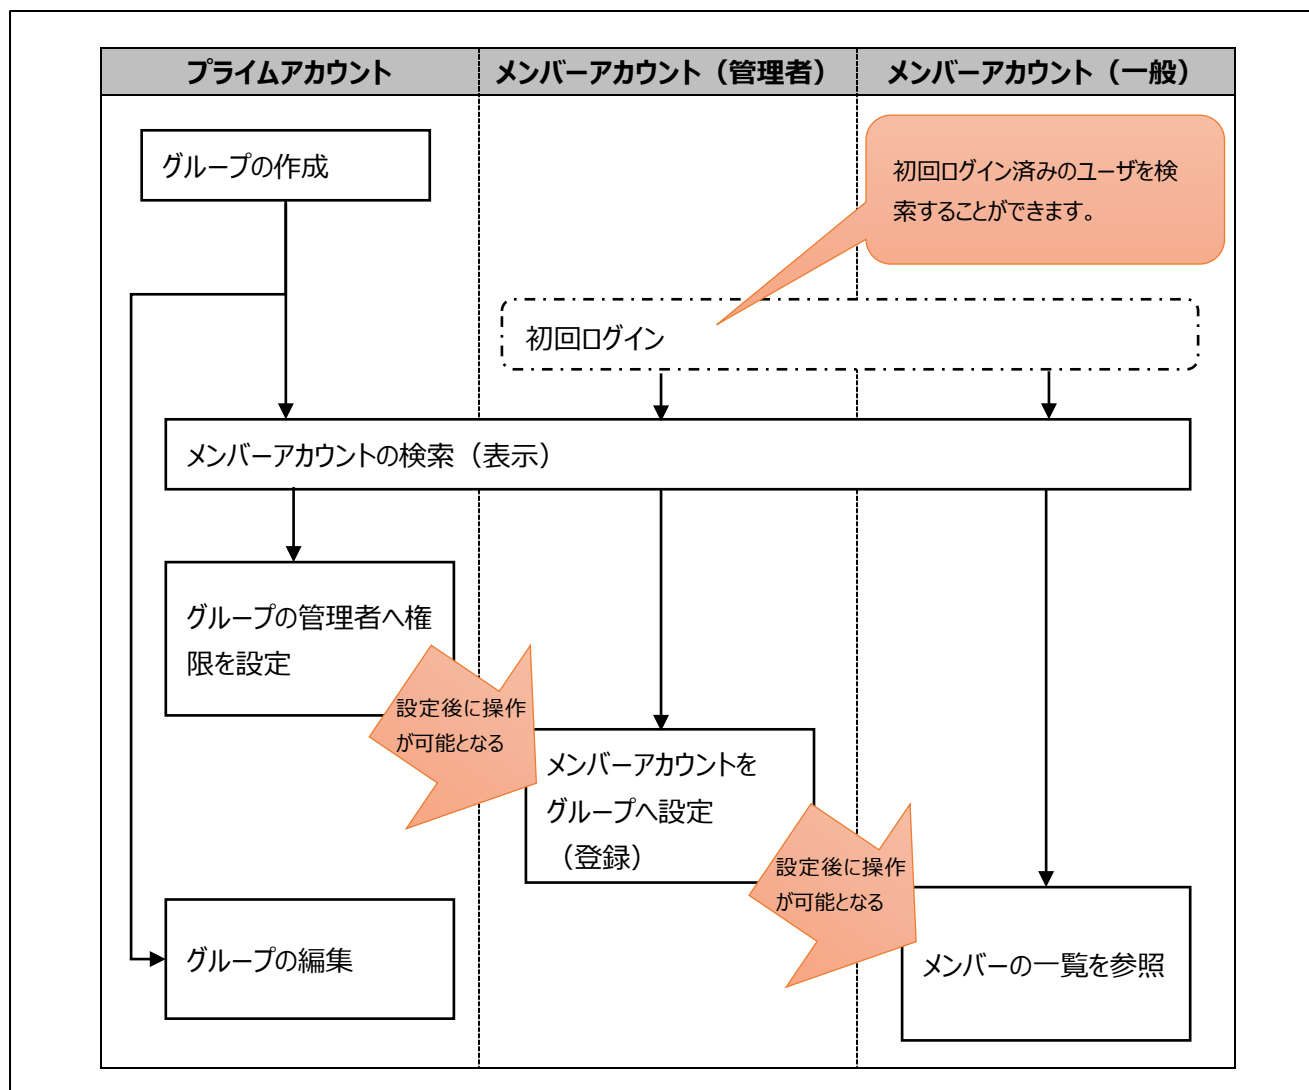 プライムアカウント
メンバーアカウント（管理者）
メンバーアカウント（一般）
グループの作成
初回ログイン済みのユーザを検
索することができます。
初回ログイン
メンバーアカウントの検索（表示）
グループの管理者へ権
限を設定
設定後に操作
が可能となる
メンバーアカウントを
グループへ設定
（登録）
設定後に操作
が可能となる
グループの編集
メンバーの一覧を参照